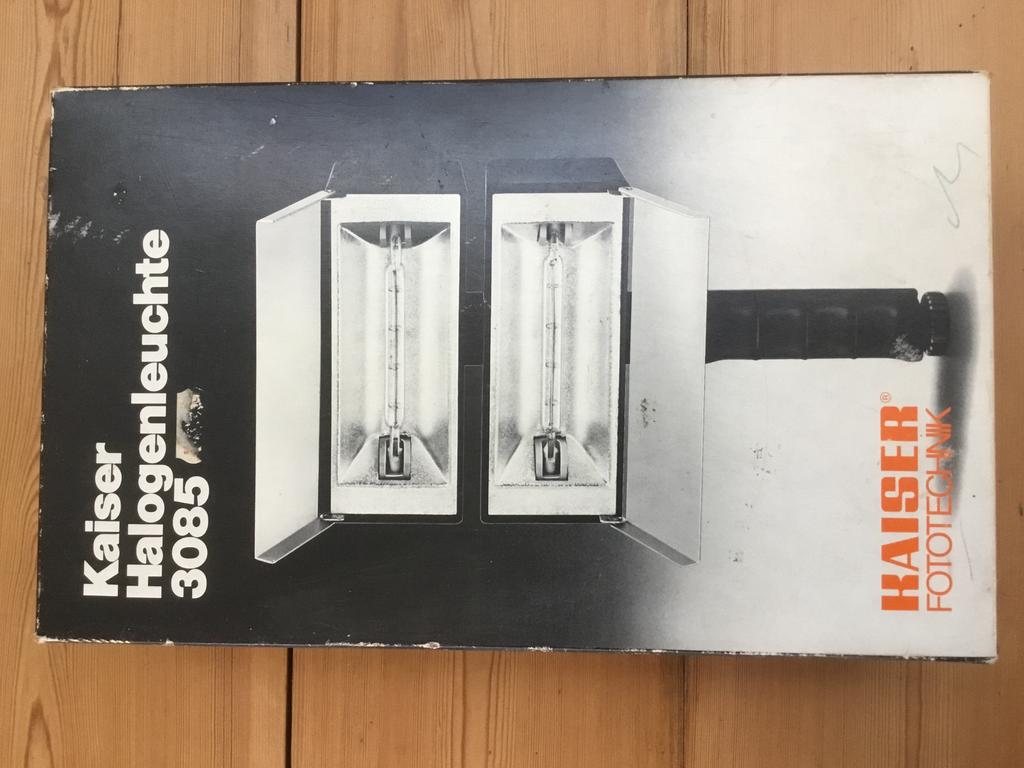 Kaiser
Halogenleuchte
3085
KAISER®
FOTOTECHNIK